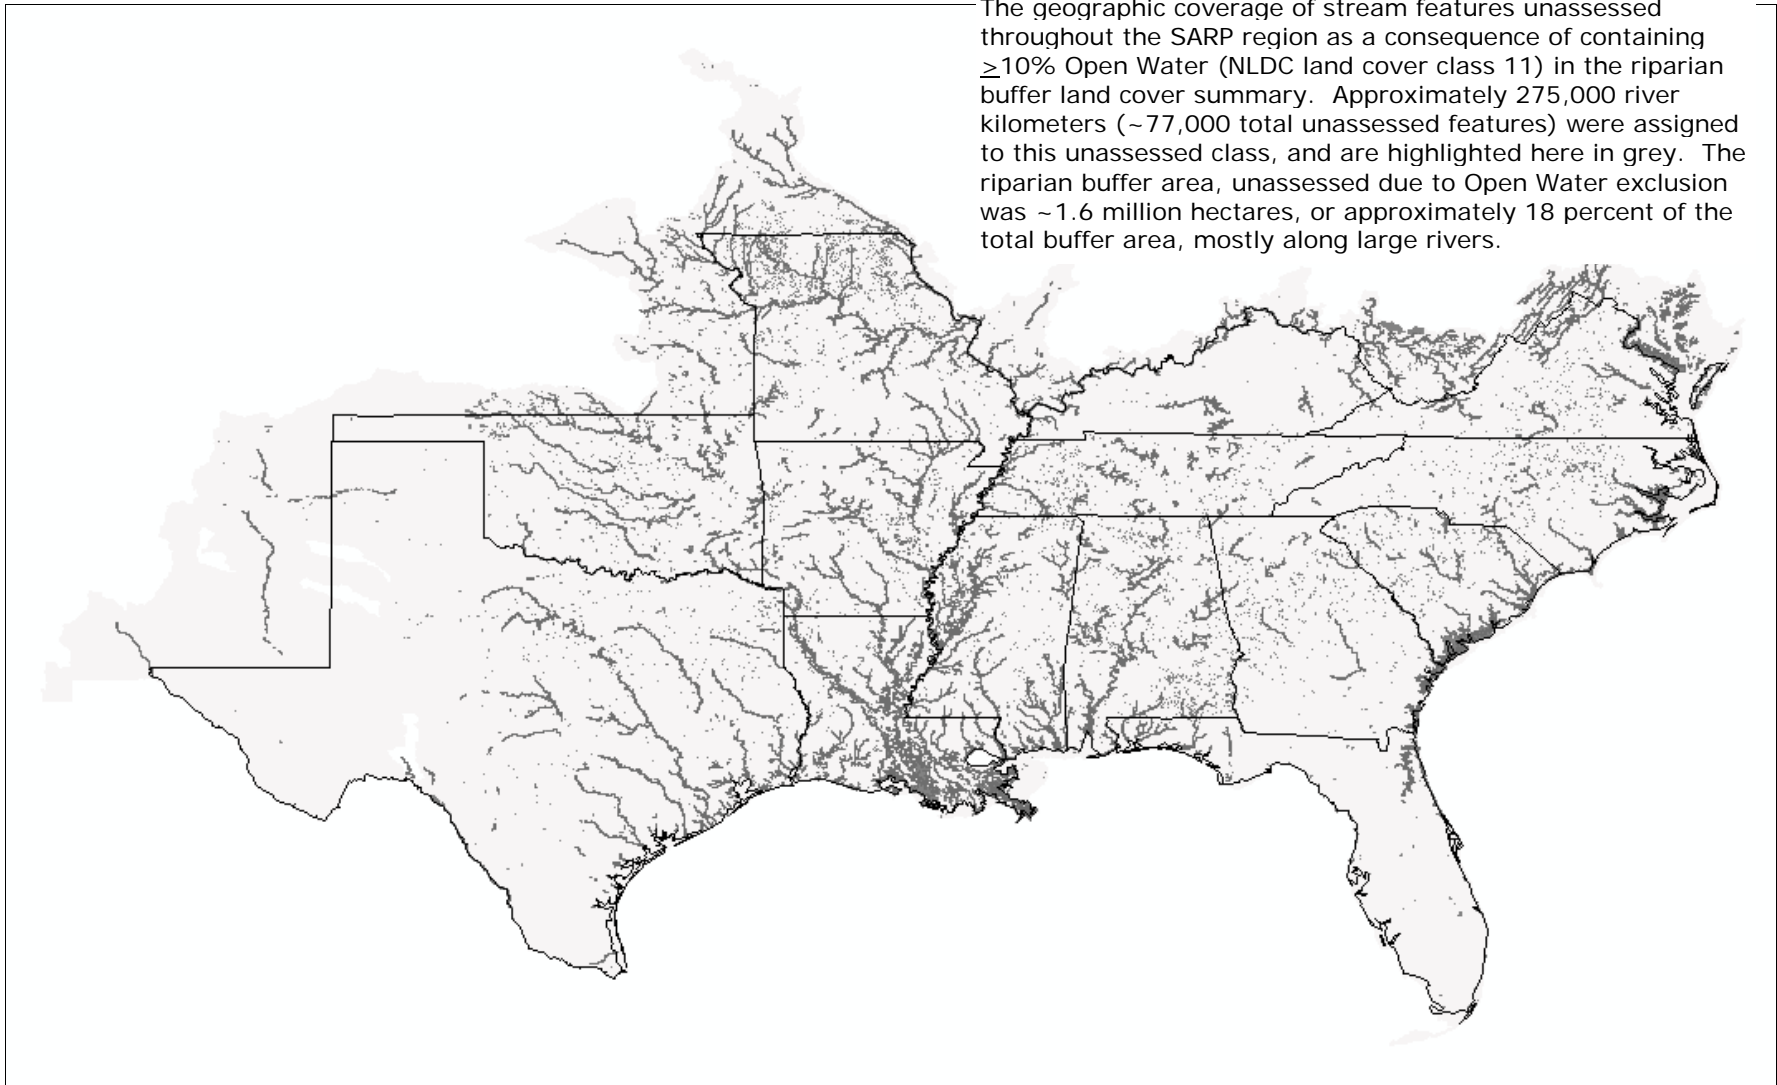 The geographic coverage of stream features unassessed
throughout the SARP region as a consequence of containing
>10% Open Water (NLDC land cover class 11) in the riparian
buffer land cover summary.  Approximately 275,000 river
kilometers (~77,000 total unassessed features) were assigned
to this unassessed class, and are highlighted here in grey.  The
riparian buffer area, unassessed due to Open Water exclusion
was ~1.6 million hectares, or approximately 18 percent of the
total buffer area, mostly along large rivers.